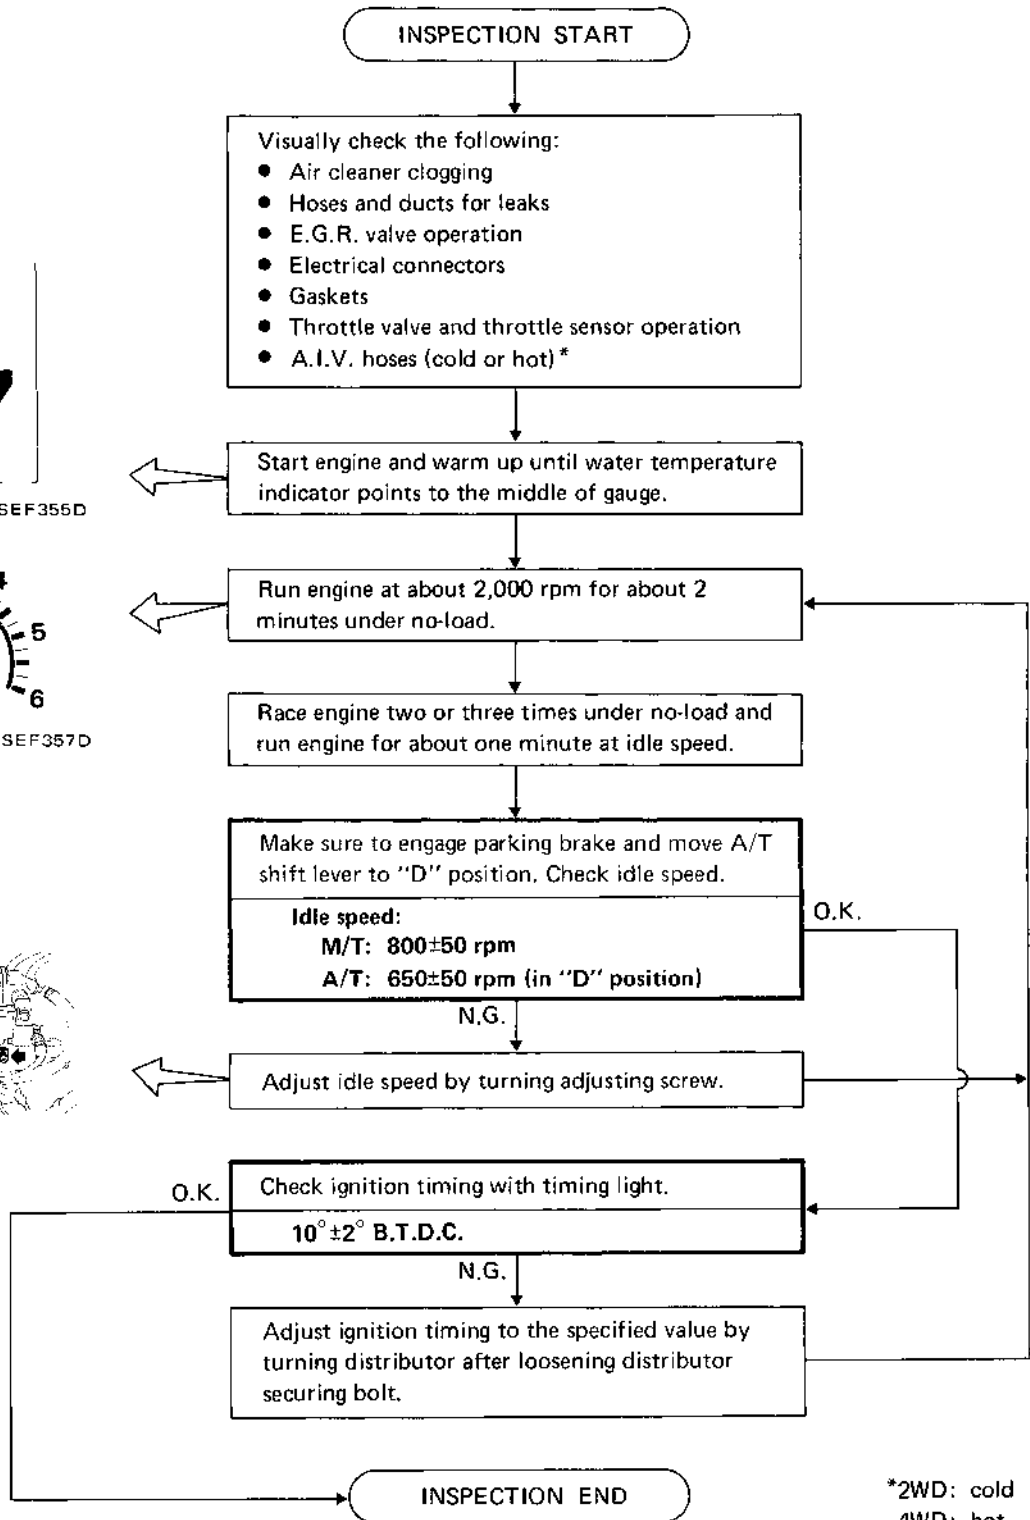 INSPECTION START
Visually check the following:
● Air cleaner clogging
● Hoses and ducts for leaks
● E.G.R. valve operation
● Electrical connectors
● Gaskets
● Throttle valve and throttle sensor operation
● A.I.V. hoses (cold or hot)*
Start engine and warm up until water temperature
indicator points to the middle of gauge.
SEF355D
Run engine at about 2,000 rpm for about 2
minutes under no-load.
5
6
SEF357D
Race engine two or three times under no-load and
run engine for about one minute at idle speed.
Make sure to engage parking brake and move A/T
shift lever to "D" position. Check idle speed.
Idle speed:
M/T: 800±50 rpm
A/T: 650±50 rpm (in "D" position)
O.K.
N.G.
Adjust idle speed by turning adjusting screw.
O.K.
Check ignition timing with timing light.
10°±2° B.T.D.C.
N.G.
Adjust ignition timing to the specified value by
turning distributor after loosening distributor
securing bolt.
INSPECTION END
*2WD: cold
4WD: hot